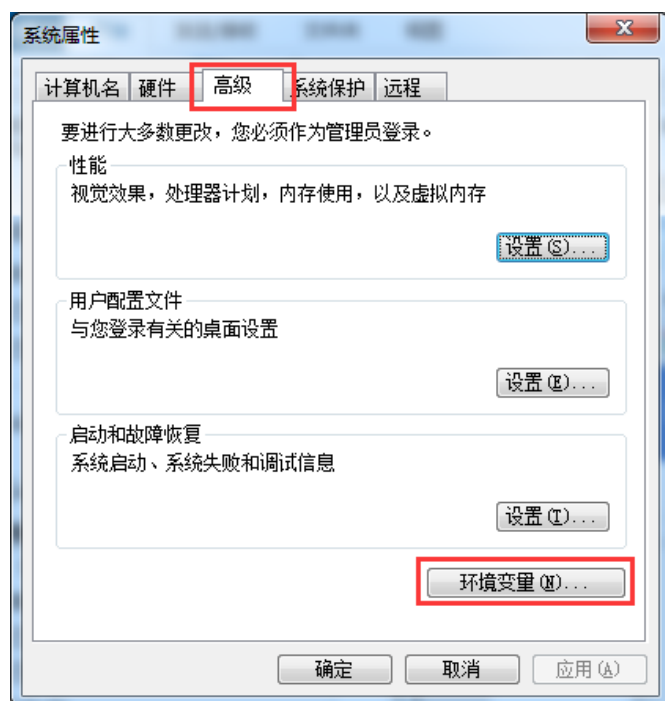 系统属性
计算机名 硬件 高级 系统保护 远程
要进行大多数更改，您必须作为管理员登录。
性能
视觉效果，处理器计划，内存使用，以及虚拟内存
设置(S)...
用户配置文件
与您登录有关的桌面设置
设置(E)...
启动和故障恢复
系统启动、系统失败和调试信息
设置(T)...
环境变量(N)...
确定 取消 应用(A)